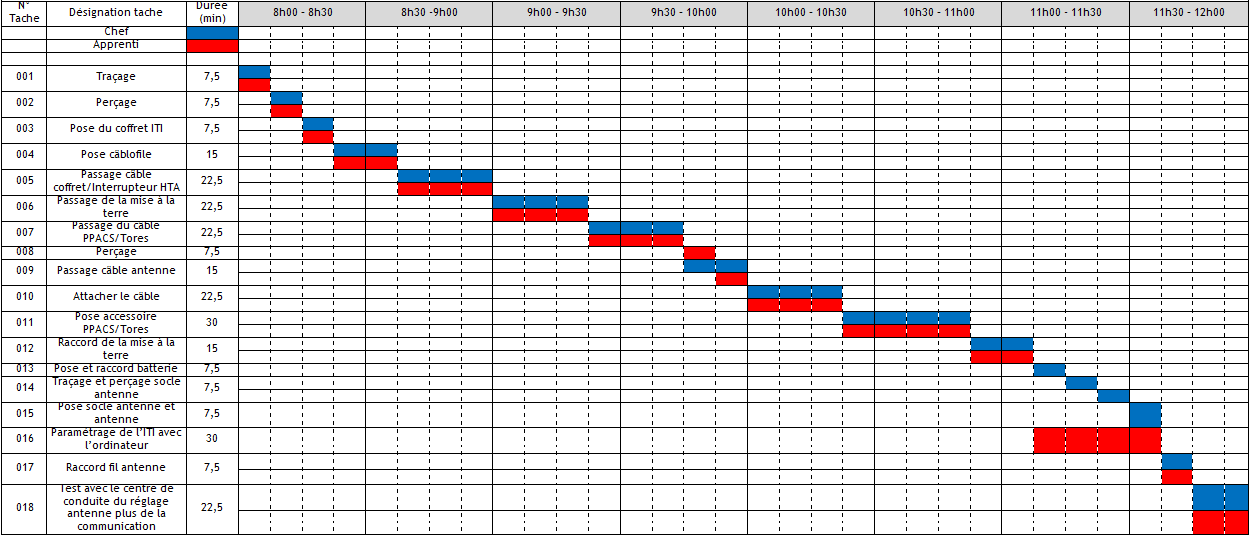 N° Tache
Désignation tache
Durée (min)
8h00 - 8h30
8h30 -9h00
9h00 - 9h30
9h30 - 10h00
10h00 - 10h30
10h30 - 11h00
11h00 - 11h30
11h30 - 12h00
Chef
Apprenti
001 Traçage 7,5
002 Perçage 7,5
003 Pose du coffret ITI 7,5
004 Pose câblofile 15
005 Passage câble
coffret/Interrupteur HTA 22,5
006 Passage de la mise à la
terre 22,5
007 Passage du câble
PPACS/Tores 22,5
008 Perçage 7,5
009 Passage câble antenne 15
010 Attacher le câble 22,5
011 Pose accessoire
PPACS/Tores 30
012 Raccord de la mise à la
terre 15
013 Pose et raccord batterie 7,5
014 Traçage et perçage socle
antenne 7,5
015 Pose socle antenne et
antenne 7,5
016 Paramétrage de l'ITI avec
l'ordinateur 30
017 Raccord fil antenne 7,5
018 Test avec le centre de
conduite du réglage
antenne plus de la
communication 22,5